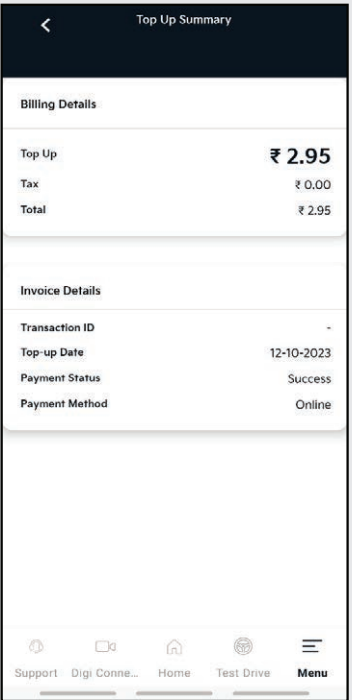 Top Up Summary
Billing Details
Top Up ₹ 2.95
Tax ₹ 0.00
Total ₹ 2.95
Invoice Details
Transaction ID -
Top-up Date 12-10-2023
Payment Status Success
Payment Method Online
Support Digi Conne... Home Test Drive Menu